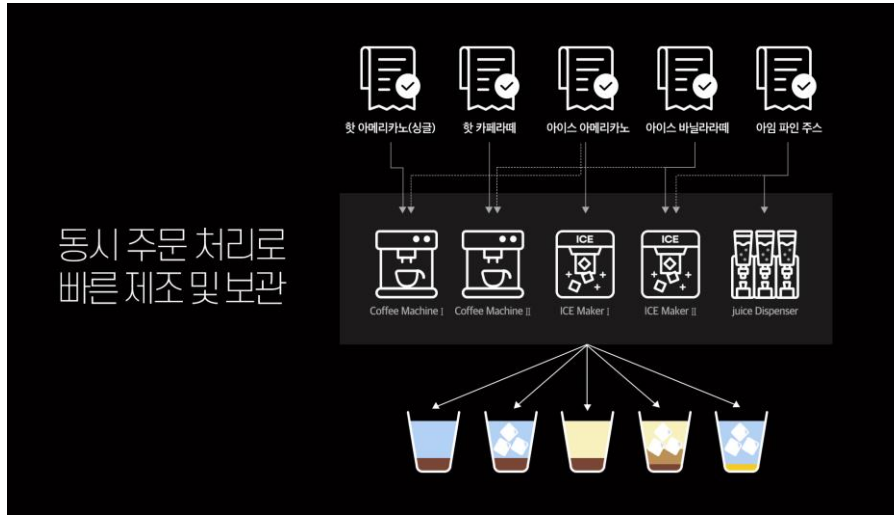 핫 아메리카노(싱글)
핫 카페라떼
아이스 아메리카노
아이스 바닐라라떼
아임 파인 주스
동시 주문 처리로
빠른 제조 및 보관
ICE
ICE
Coffee Machine Ⅰ
Coffee Machine Ⅱ
ICE Maker Ⅰ
ICE Maker Ⅱ
Juice Dispenser